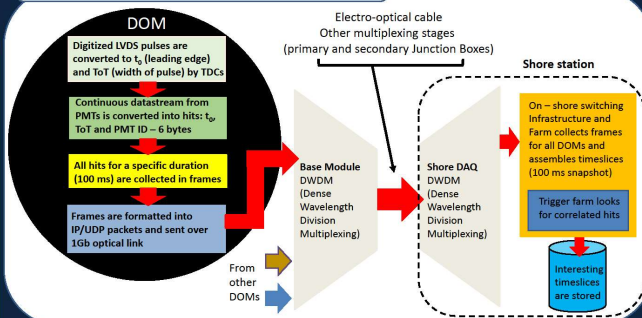 DOM
Digitized LVDS pulses are
converted to t₀ (leading edge)
and ToT (width of pulse) by TDCs
Continuous datastream from
PMTs is converted into hits: t₀,
ToT and PMT ID – 6 bytes
All hits for a specific duration
(100 ms) are collected in frames
Frames are formatted into
IP/UDP packets and sent over
1Gb optical link
From
other
DOMs
Base Module
DWDM
(Dense
Wavelength
Division
Multiplexing)
Electro-optical cable
Other multiplexing stages
(primary and secondary Junction Boxes)
Shore station
Shore DAQ
DWDM
(Dense
Wavelength
Division
Multiplexing)
On – shore switching
Infrastructure and
Farm collects frames
for all DOMs and
assembles timeslices
(100 ms snapshot)
Trigger farm looks
for correlated hits
Interesting
timeslices
are stored